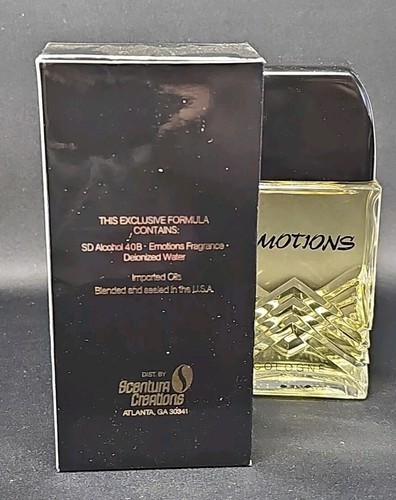 THIS EXCLUSIVE FORMULA
CONTAINS:
SD Alcohol 40B · Emotions Fragrance ·
Deionized Water
Imported Oils
Blended and sealed in the U.S.A.
DIST. BY
Scentura
Creations
ATLANTA, GA 30341
MOTIONS
COLOGNE